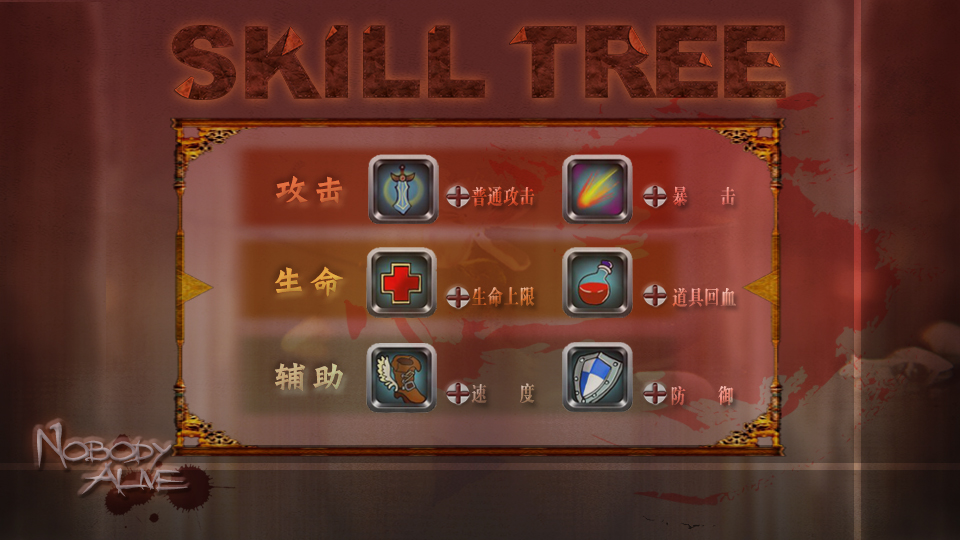 SKILL TREE
攻击 普通攻击 暴 击
生命 生命上限 道具回血
辅助 速 度 防 御
NOBODY
ALIVE